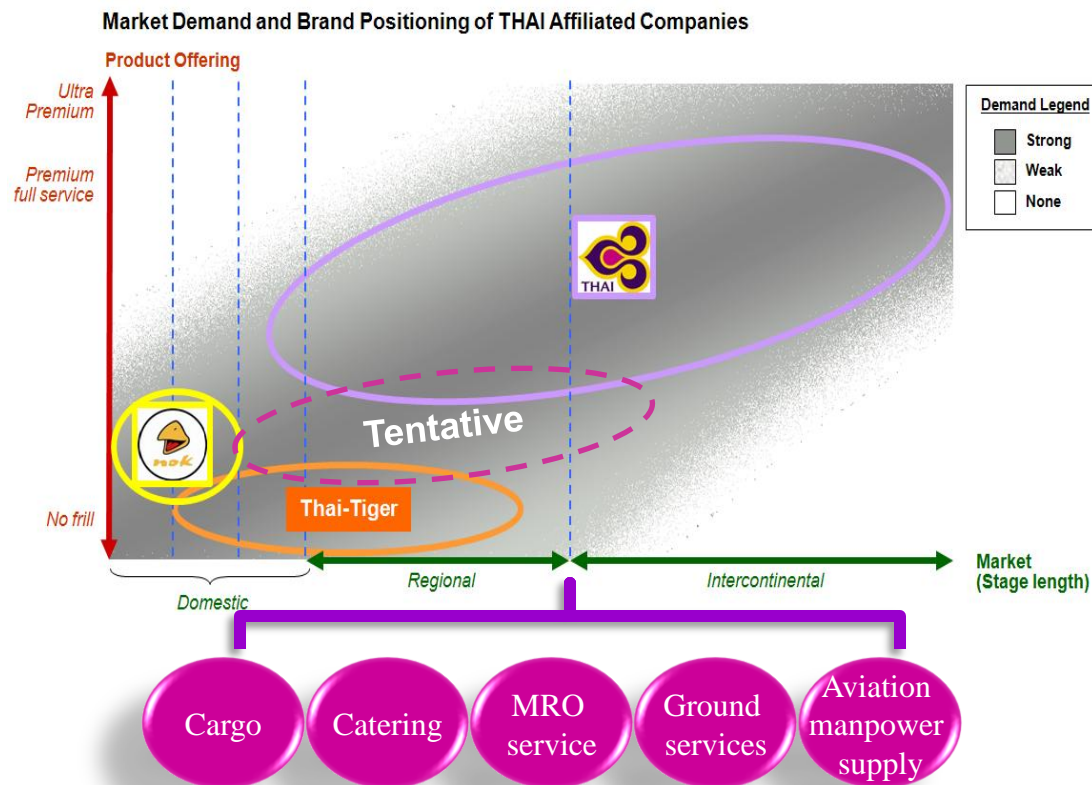 Market Demand and Brand Positioning of THAI Affiliated Companies
Product Offering
Ultra
Premium
Premium
full service
No frill
Demand Legend
Strong
Weak
None
THAI
nok
Tentative
Thai-Tiger
Domestic
Regional
Intercontinental
Market
(Stage length)
Cargo
Catering
MRO
service
Ground
services
Aviation
manpower
supply